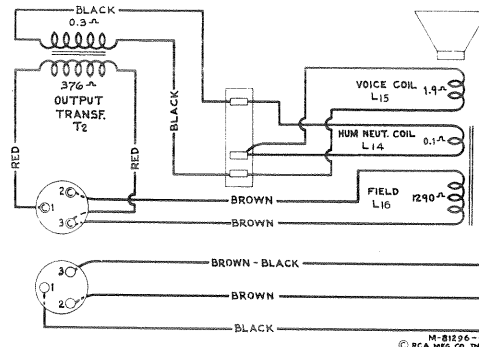 BLACK
0.3 Ω
376 Ω
OUTPUT
TRANSF.
T2
RED
RED
BLACK
VOICE COIL
L15
1.9 Ω
HUM NEUT. COIL
L14
0.1 Ω
FIELD
L16
1290 Ω
2
1
3
BROWN
BROWN
3
1
2
BROWN-BLACK
BROWN
BLACK
M-81296-
© RCA MFG. CO. IN